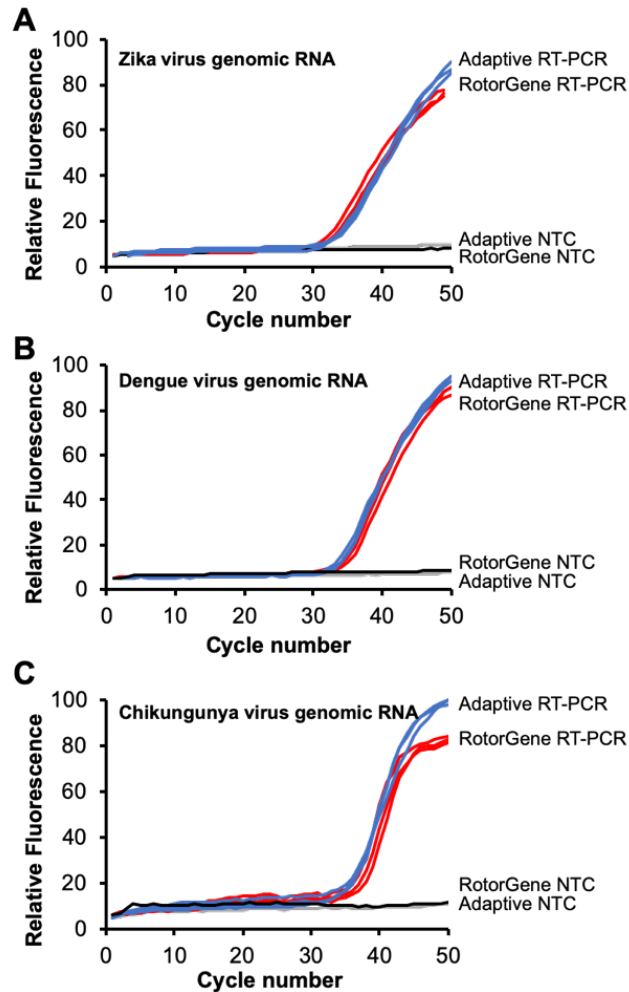 A
Zika virus genomic RNA
Relative Fluorescence
100
80
60
40
20
0
0 10 20 30 40 50
Cycle number
Adaptive RT-PCR
RotorGene RT-PCR
Adaptive NTC
RotorGene NTC
B
Dengue virus genomic RNA
Relative Fluorescence
100
80
60
40
20
0
0 10 20 30 40 50
Cycle number
Adaptive RT-PCR
RotorGene RT-PCR
RotorGene NTC
Adaptive NTC
C
Chikungunya virus genomic RNA
Relative Fluorescence
100
80
60
40
20
0
0 10 20 30 40 50
Cycle number
Adaptive RT-PCR
RotorGene RT-PCR
RotorGene NTC
Adaptive NTC